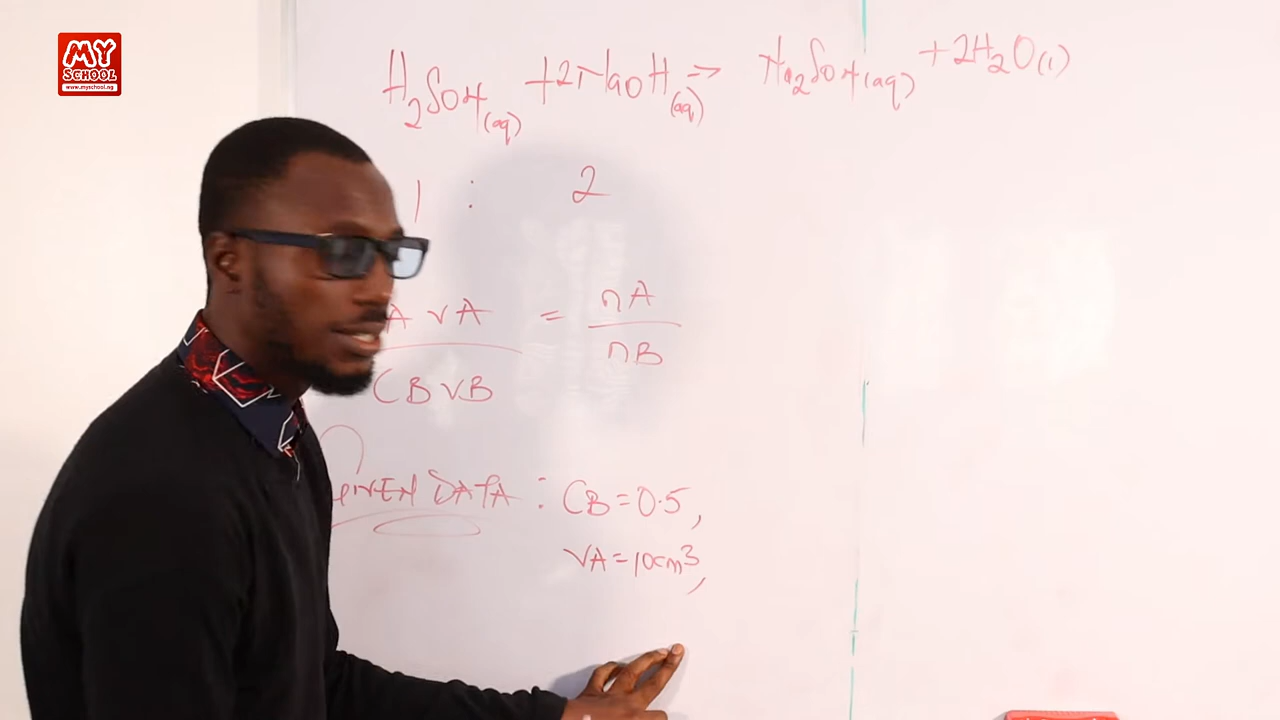 MY
SCHOOL
www.myschool.ng
H₂SO4(aq) + 2NaOH(aq) → Na₂SO4(aq) + 2H₂O(l)
1 : 2
A VA = nA
CB VB nB
GIVEN DATA : CB = 0.5,
VA = 10cm³,